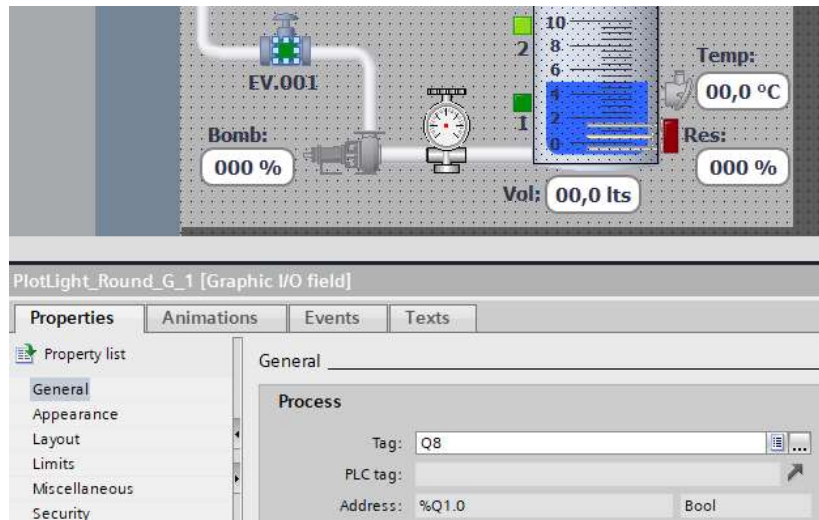 10
2
8
6
4
1
2
0
EV.001
Temp:
00,0 ºC
Bomb:
000 %
Res:
000 %
Vol:
00,0 lts
PlotLight_Round_G_1 [Graphic I/O field]
Properties
Animations
Events
Texts
Property list
General
Appearance
Layout
Limits
Miscellaneous
Security
General
Process
Tag:
Q8
...
PLC tag:
Address:
%Q1.0
Bool